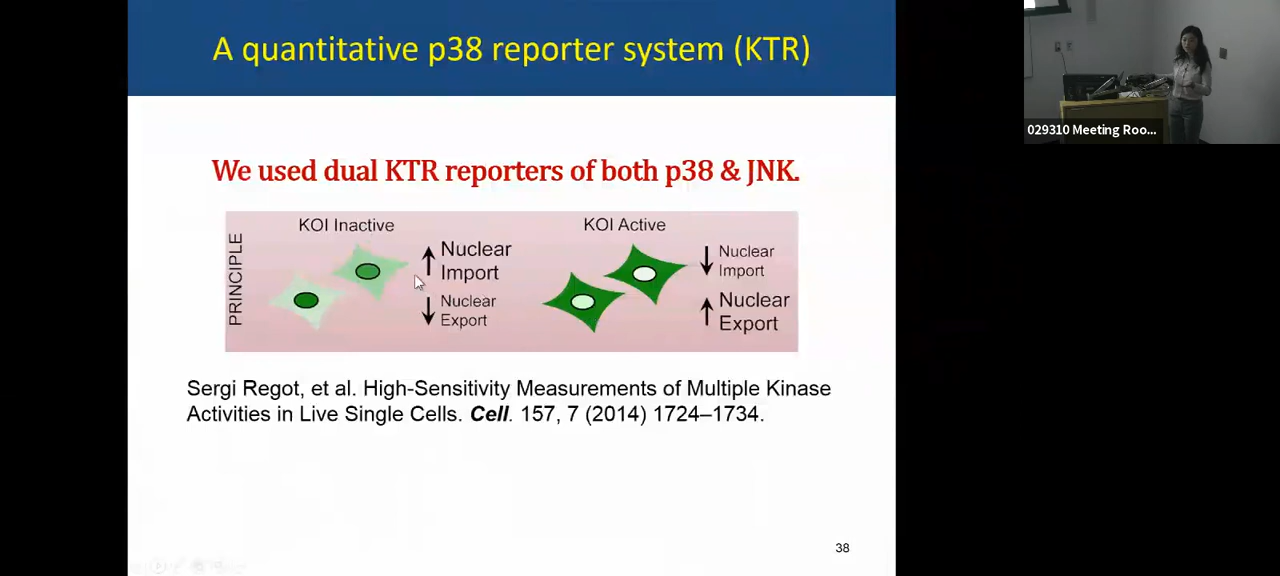 A quantitative p38 reporter system (KTR)
We used dual KTR reporters of both p38 & JNK.
PRINCIPLE
KOI Inactive
Nuclear
Import
Nuclear
Export
KOI Active
Nuclear
Import
Nuclear
Export
Sergi Regot, et al. High-Sensitivity Measurements of Multiple Kinase
Activities in Live Single Cells. Cell. 157, 7 (2014) 1724–1734.
38
029310 Meeting Roo...